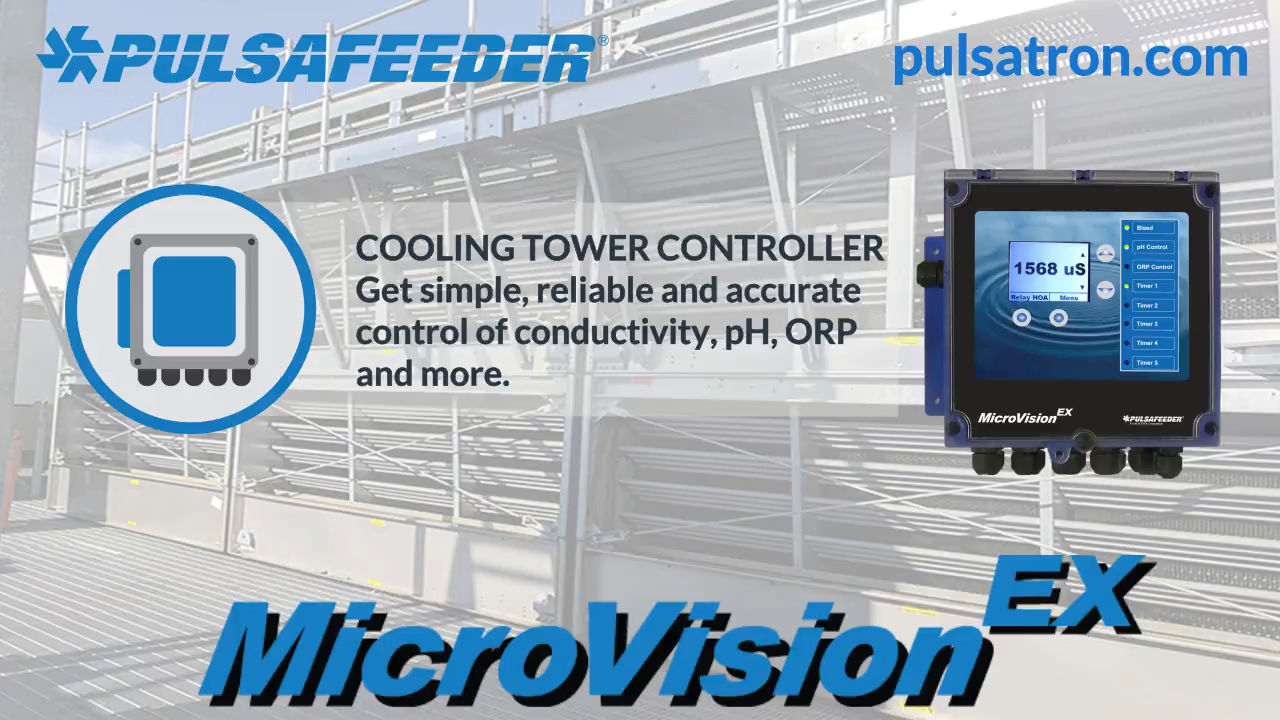 PULSAFEEDER®
pulsatron.com
COOLING TOWER CONTROLLER
Get simple, reliable and accurate
control of conductivity, pH, ORP
and more.
1568 uS
Relay HOA Menu
Bleed
pH Control
ORP Control
Timer 1
Timer 2
Timer 3
Timer 4
Timer 5
MicroVision EX
PULSAFEEDER
MicroVision EX